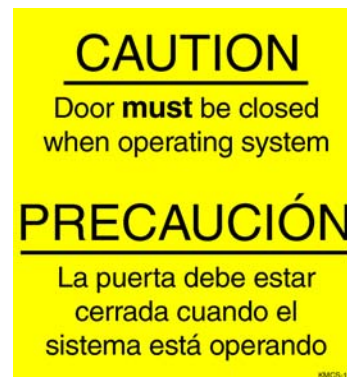 CAUTION
Door must be closed
when operating system
PRECAUCIÓN
La puerta debe estar
cerrada cuando el
sistema está operando